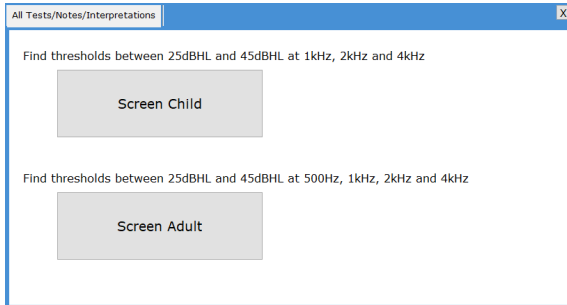 All Tests/Notes/Interpretations
X
Find thresholds between 25dBHL and 45dBHL at 1kHz, 2kHz and 4kHz
Screen Child
Find thresholds between 25dBHL and 45dBHL at 500Hz, 1kHz, 2kHz and 4kHz
Screen Adult